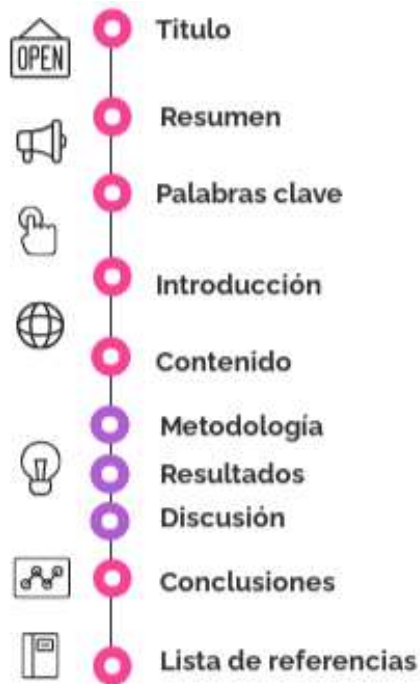 OPEN
Titulo
Resumen
Palabras clave
Introducción
Contenido
Metodología
Resultados
Discusión
Conclusiones
Lista de referencias